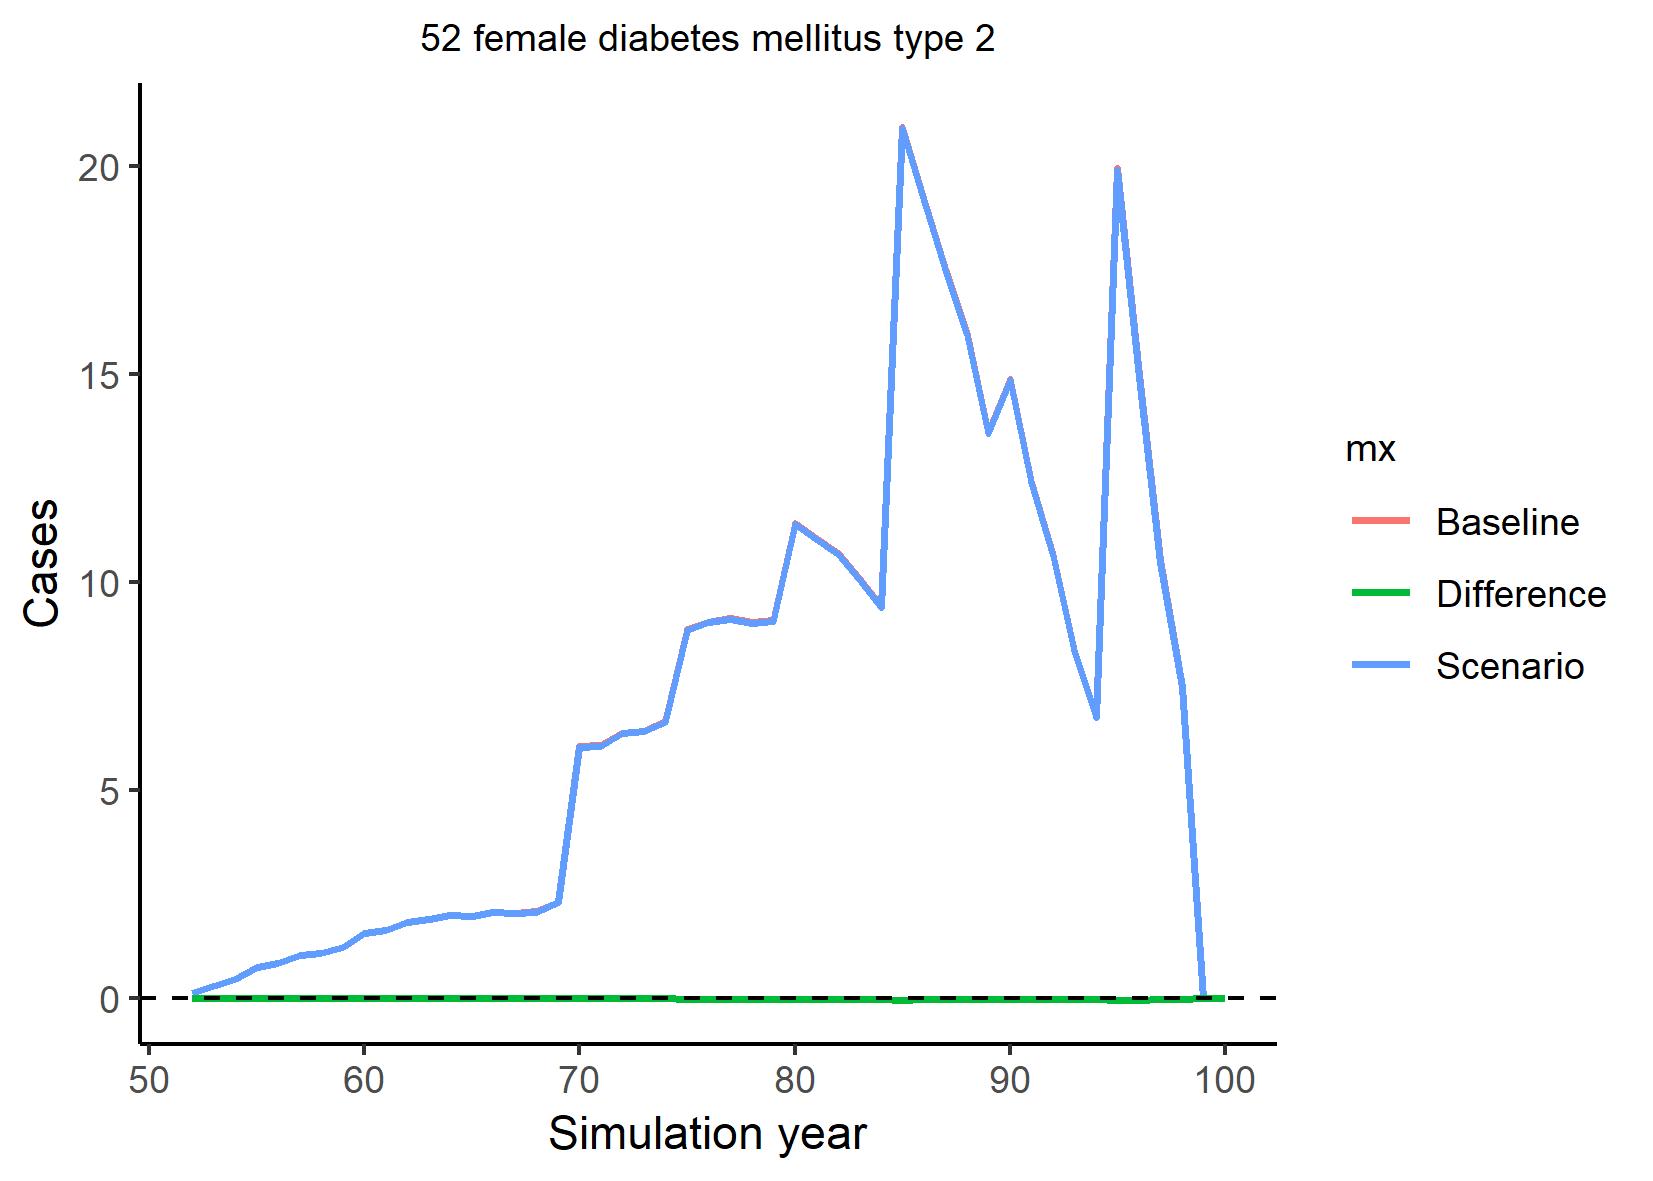 52 female diabetes mellitus type 2
20
15
10
5
0
Cases
50 60 70 80 90 100
Simulation year
mx
Baseline
Difference
Scenario